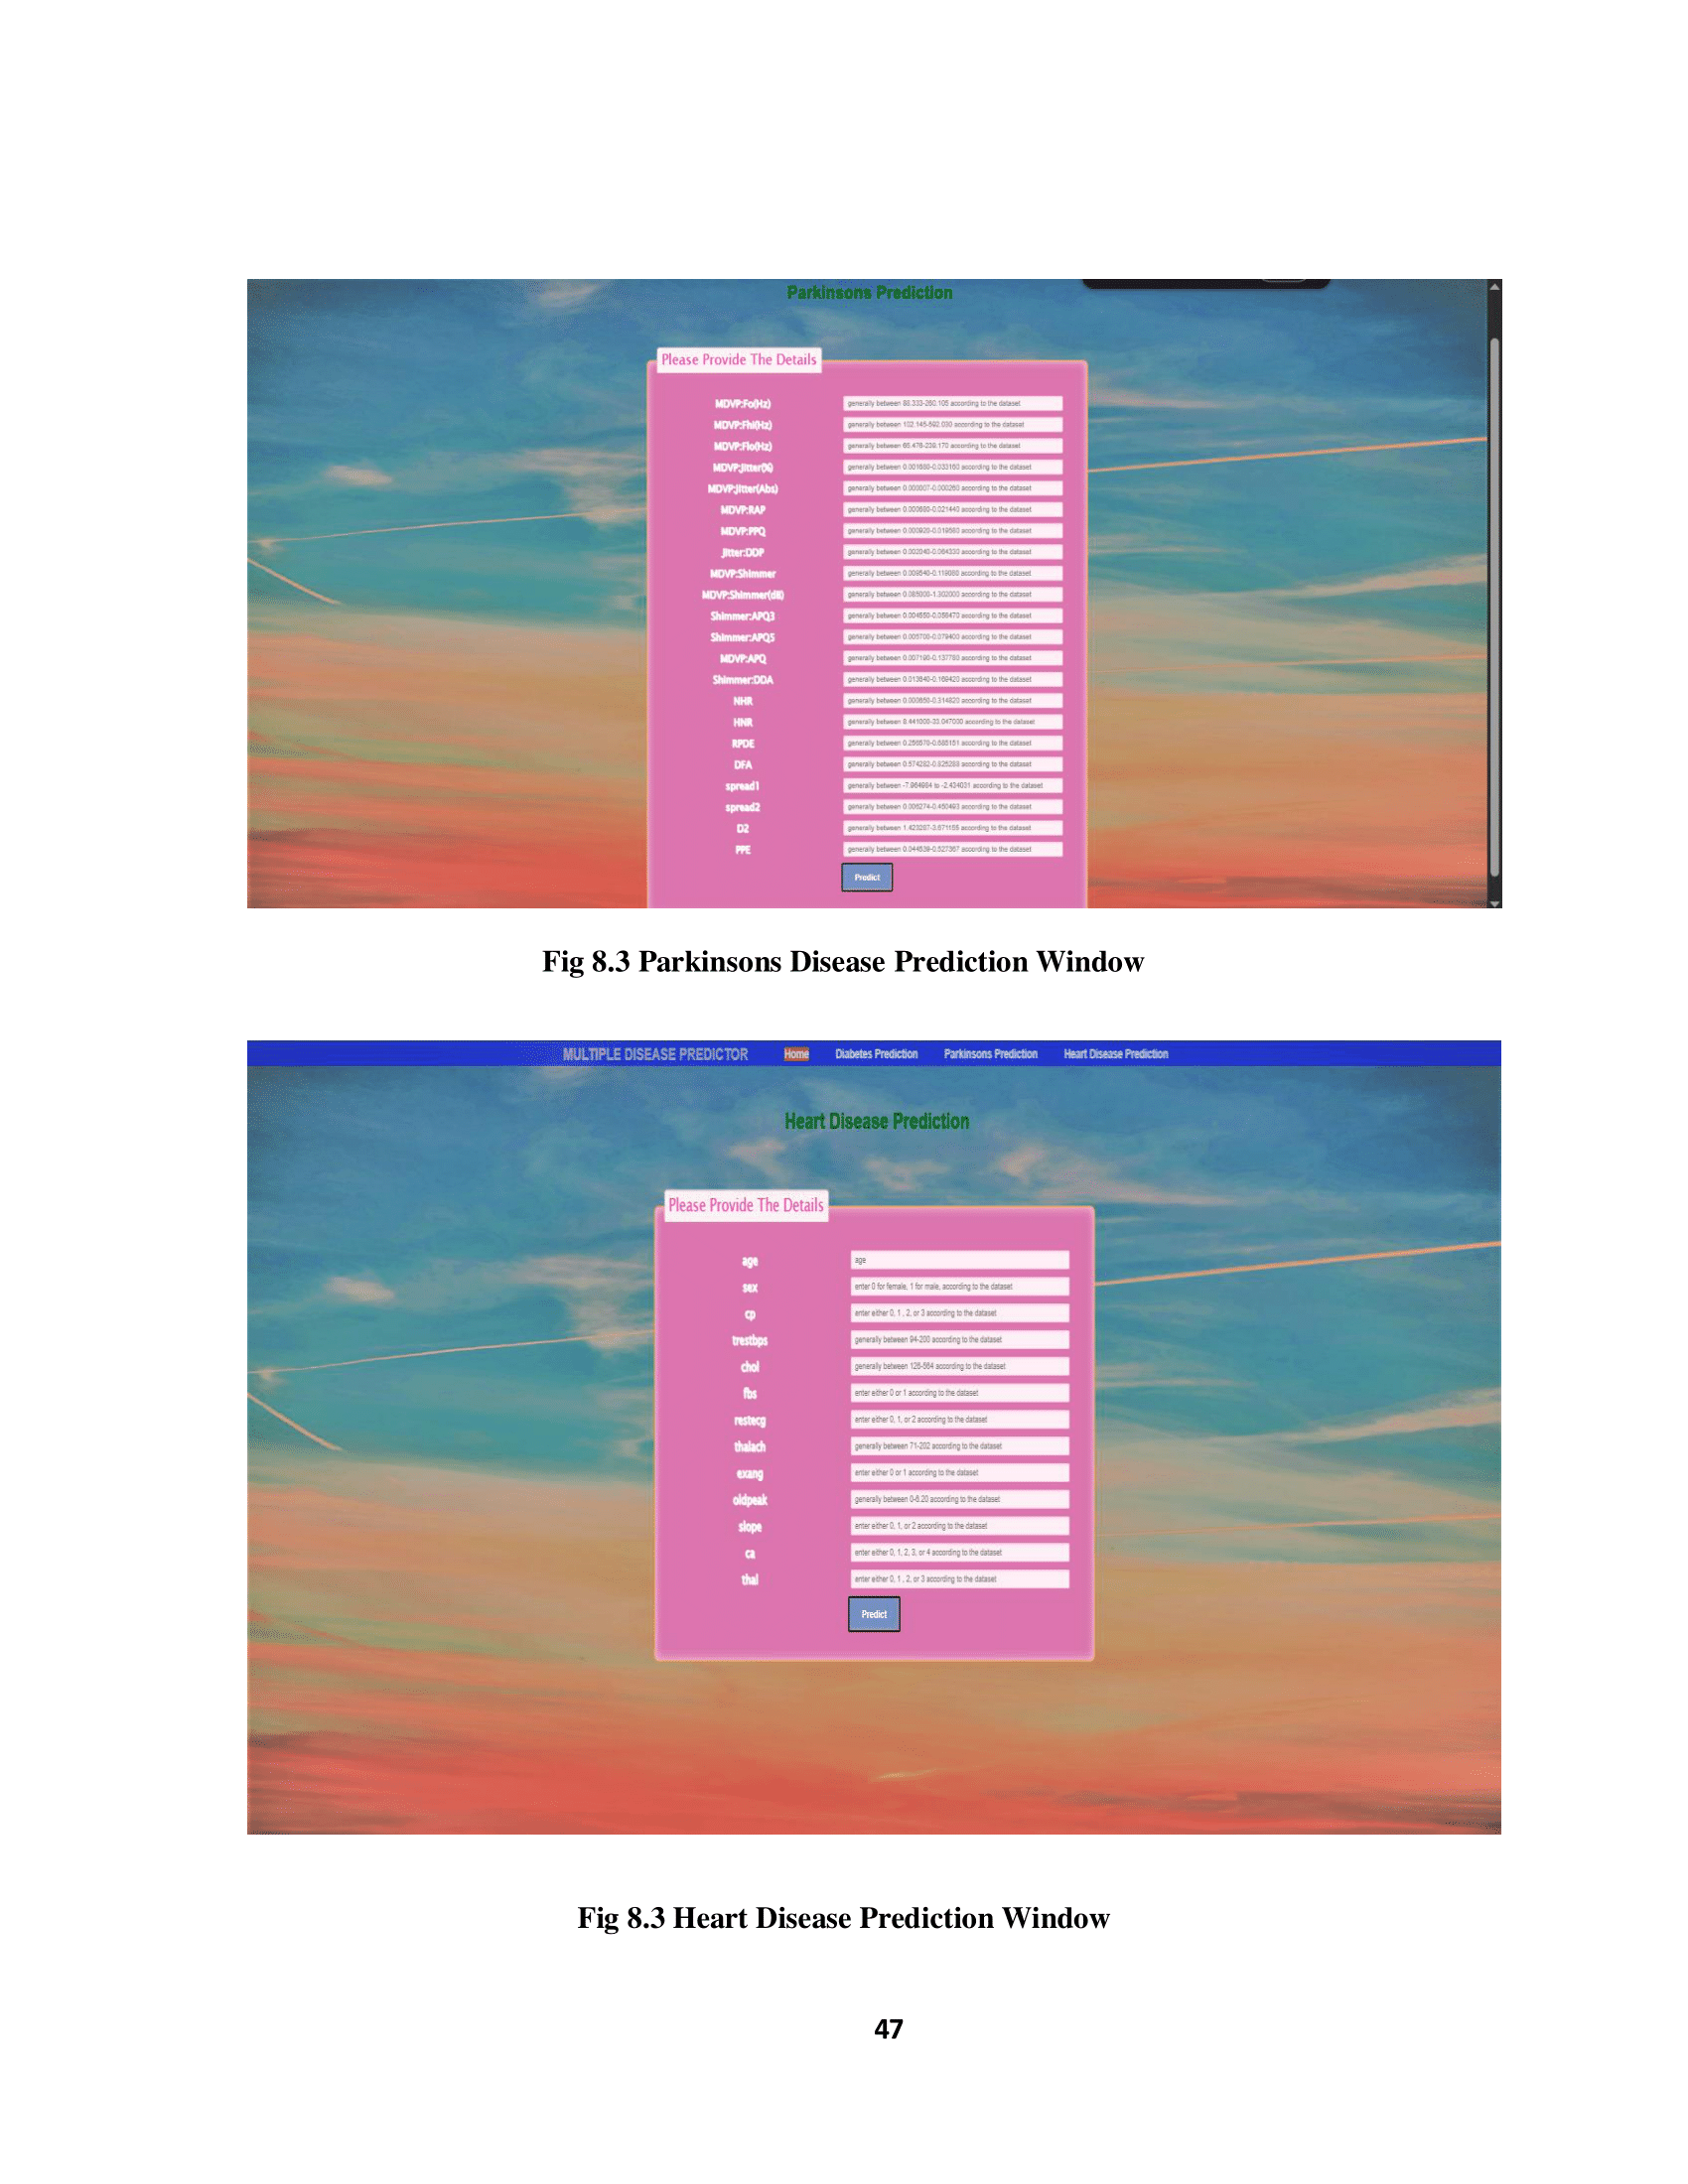 Parkinsons Prediction
Please Provide The Details
MDVP:Fo(Hz) generally between 88.333-260.105 according to the dataset
MDVP:Fhi(Hz) generally between 102.145-592.030 according to the dataset
MDVP:Flo(Hz) generally between 65.476-239.170 according to the dataset
MDVP:Jitter(%) generally between 0.001680-0.033160 according to the dataset
MDVP:Jitter(Abs) generally between 0.000007-0.000260 according to the dataset
MDVP:RAP generally between 0.000680-0.021440 according to the dataset
MDVP:PPQ generally between 0.000920-0.019580 according to the dataset
Jitter:DDP generally between 0.002040-0.064330 according to the dataset
MDVP:Shimmer generally between 0.009540-0.119080 according to the dataset
MDVP:Shimmer(dB) generally between 0.085000-1.302000 according to the dataset
Shimmer:APQ3 generally between 0.004550-0.056470 according to the dataset
Shimmer:APQ5 generally between 0.005700-0.079400 according to the dataset
MDVP:APQ generally between 0.007190-0.137780 according to the dataset
Shimmer:DDA generally between 0.013640-0.169420 according to the dataset
NHR generally between 0.000650-0.314820 according to the dataset
HNR generally between 8.441000-33.047000 according to the dataset
RPDE generally between 0.256570-0.685151 according to the dataset
DFA generally between 0.574282-0.825288 according to the dataset
spread1 generally between -7.964984 to -2.434031 according to the dataset
spread2 generally between 0.006274-0.450493 according to the dataset
D2 generally between 1.423287-3.671155 according to the dataset
PPE generally between 0.044539-0.527367 according to the dataset
Predict
Fig 8.3 Parkinsons Disease Prediction Window
MULTIPLE DISEASE PREDICTOR Home Diabetes Prediction Parkinsons Prediction Heart Disease Prediction
Heart Disease Prediction
Please Provide The Details
age age
sex enter 0 for female, 1 for male, according to the dataset
cp enter either 0, 1 , 2, or 3 according to the dataset
trestbps generally between 94-200 according to the dataset
chol generally between 126-564 according to the dataset
fbs enter either 0 or 1 according to the dataset
restecg enter either 0, 1, or 2 according to the dataset
thalach generally between 71-202 according to the dataset
exang enter either 0 or 1 according to the dataset
oldpeak generally between 0-6.20 according to the dataset
slope enter either 0, 1, or 2 according to the dataset
ca enter either 0, 1, 2, 3, or 4 according to the dataset
thal enter either 0, 1 , 2, or 3 according to the dataset
Predict
Fig 8.3 Heart Disease Prediction Window
47